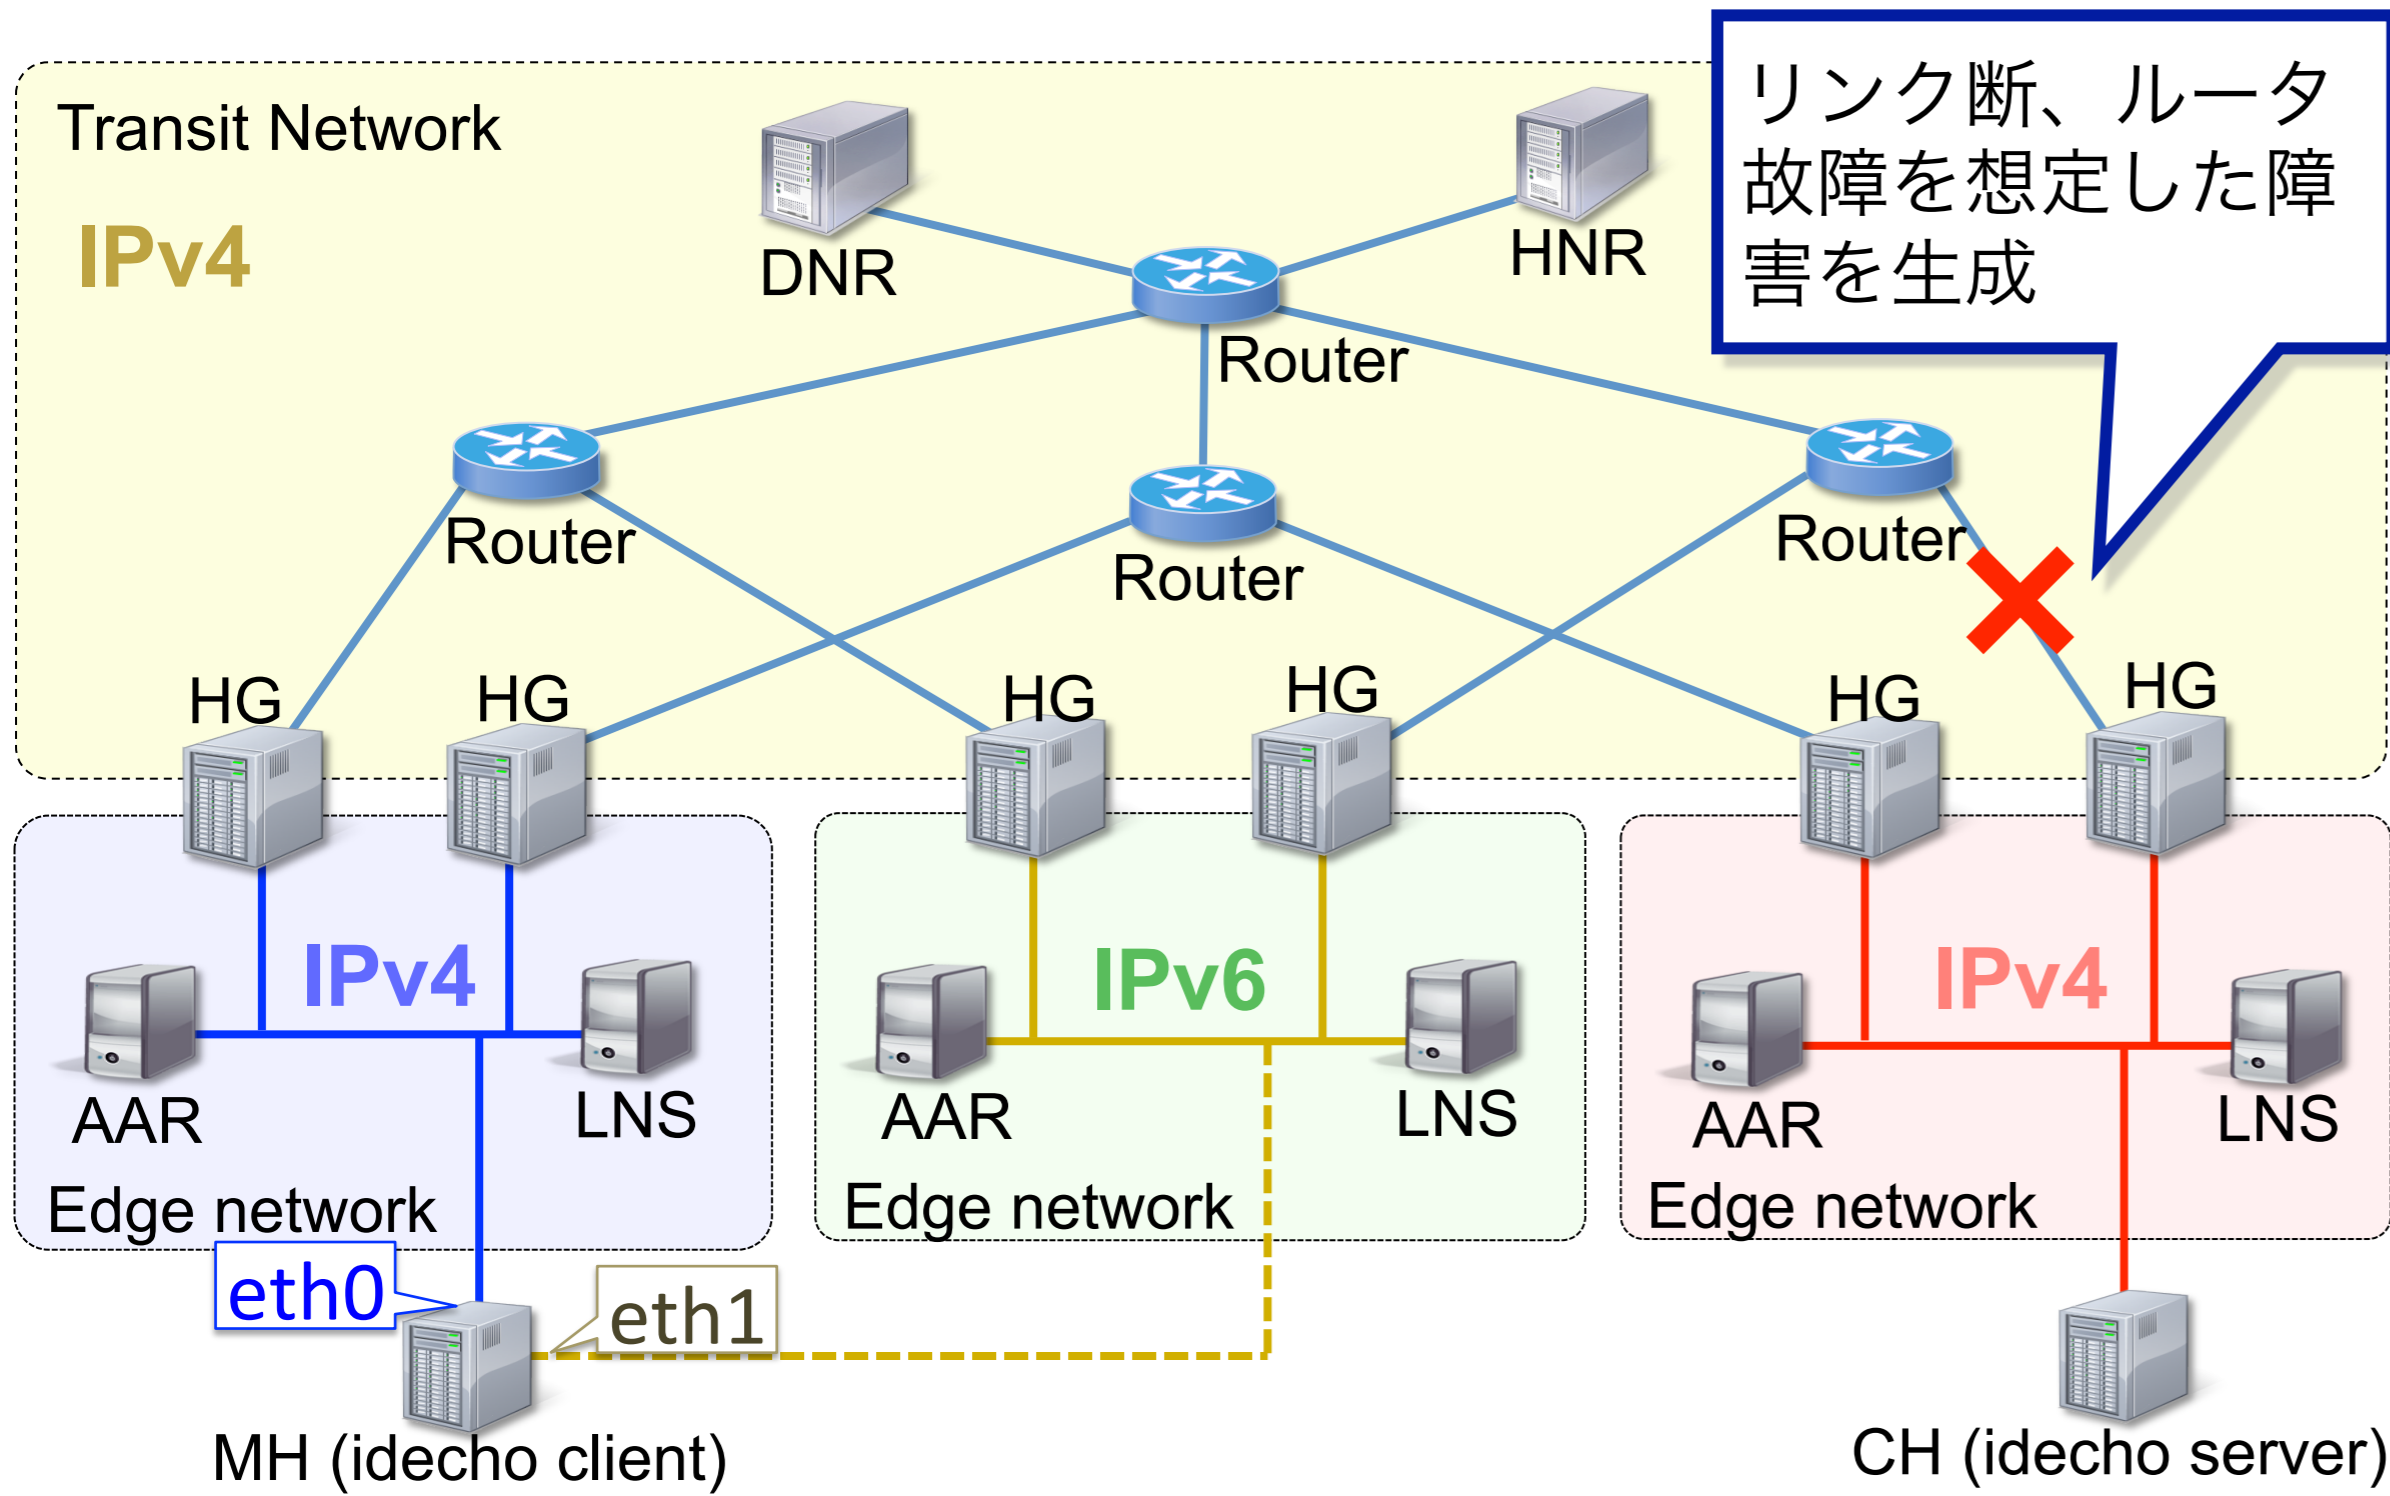 Transit Network
IPv4
リンク断、ルータ
故障を想定した障
害を生成
DNR
HNR
Router
Router
Router
Router
HG
HG
HG
HG
HG
HG
IPv4
IPv6
IPv4
AAR
LNS
AAR
LNS
AAR
LNS
Edge network
Edge network
Edge network
eth0
eth1
MH (idecho client)
CH (idecho server)